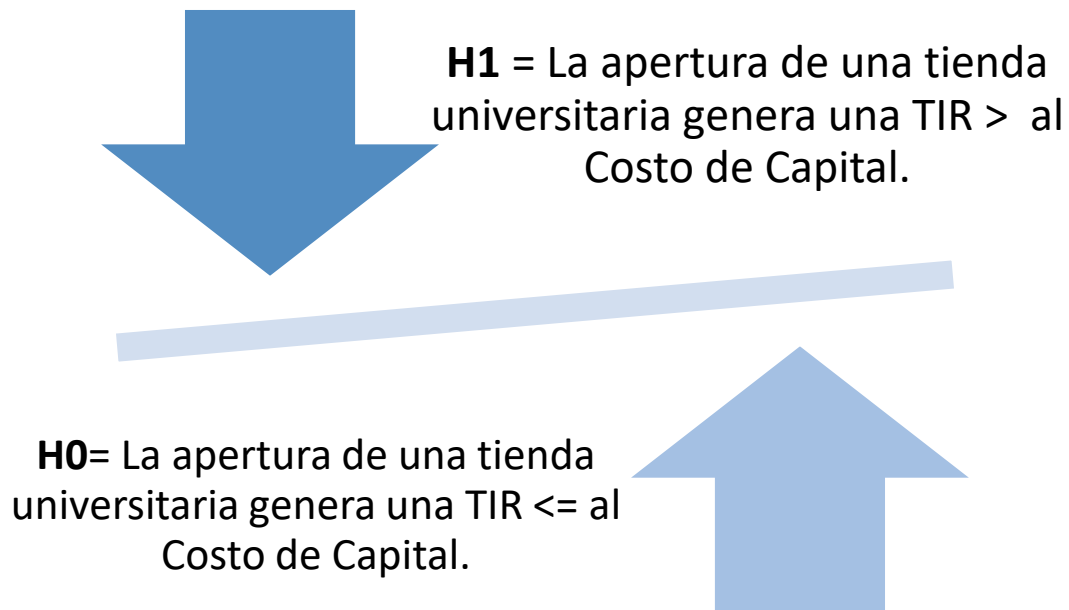 H1 = La apertura de una tienda
universitaria genera una TIR > al
Costo de Capital.
H0= La apertura de una tienda
universitaria genera una TIR <= al
Costo de Capital.